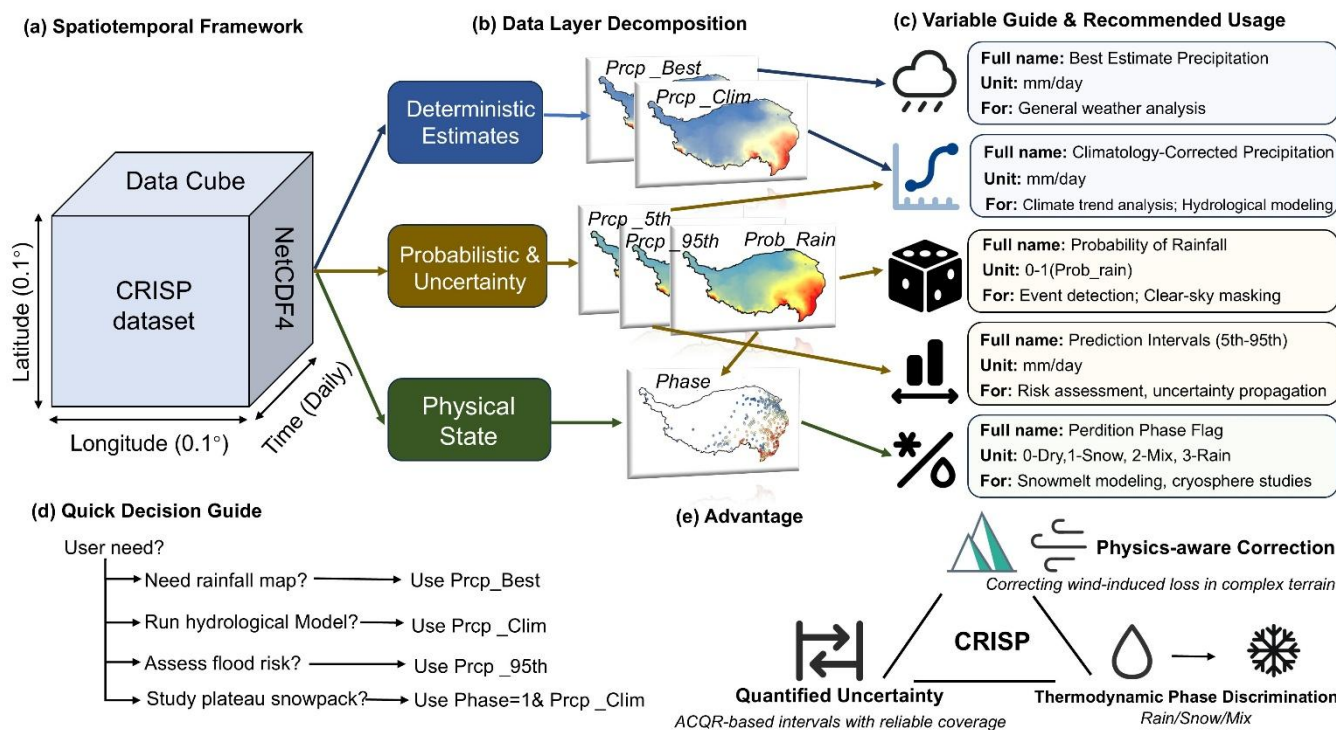 (a) Spatiotemporal Framework
Data Cube
CRISP
dataset
NetCDF4
Latitude (0.1°)
Longitude (0.1°)
Time (Daily)
(b) Data Layer Decomposition
Deterministic
Estimates
Probabilistic &
Uncertainty
Physical
State
Prcp _Best
Prcp _Clim
Prcp _5th
Prcp _95th
Prob _Rain
Phase
(c) Variable Guide & Recommended Usage
Full name: Best Estimate Precipitation
Unit: mm/day
For: General weather analysis
Full name: Climatology-Corrected Precipitation
Unit: mm/day
For: Climate trend analysis; Hydrological modeling,
Full name: Probability of Rainfall
Unit: 0-1(Prob_rain)
For: Event detection; Clear-sky masking
Full name: Prediction Intervals (5th-95th)
Unit: mm/day
For: Risk assessment, uncertainty propagation
Full name: Perdition Phase Flag
Unit: 0-Dry,1-Snow, 2-Mix, 3-Rain
For: Snowmelt modeling, cryosphere studies
(d) Quick Decision Guide
User need?
Need rainfall map? Use Prcp_Best
Run hydrological Model? Use Prcp _Clim
Assess flood risk? Use Prcp _95th
Study plateau snowpack? Use Phase=1& Prcp _Clim
(e) Advantage
Physics-aware Correction
Correcting wind-induced loss in complex terrain
CRISP
Quantified Uncertainty
ACQR-based intervals with reliable coverage
Thermodynamic Phase Discrimination
Rain/Snow/Mix